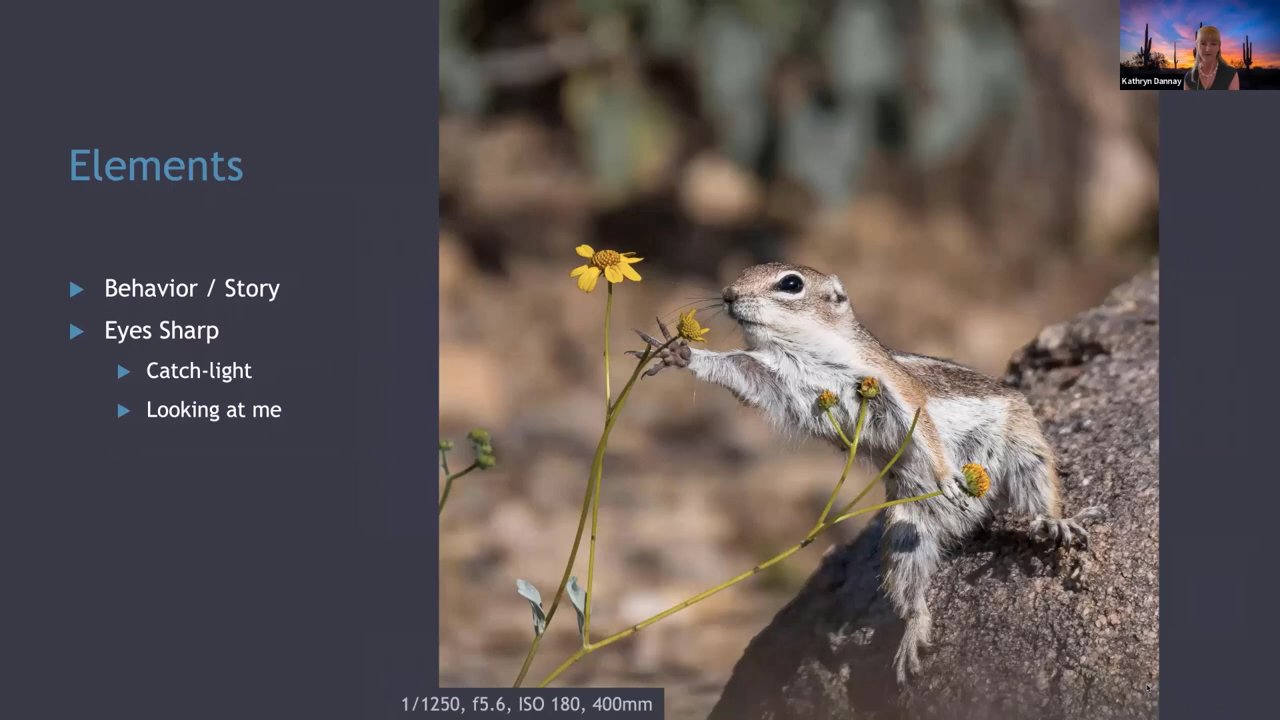 Elements
Behavior / Story
Eyes Sharp
Catch-light
Looking at me
1/1250, f5.6, ISO 180, 400mm
Kathryn Dannay